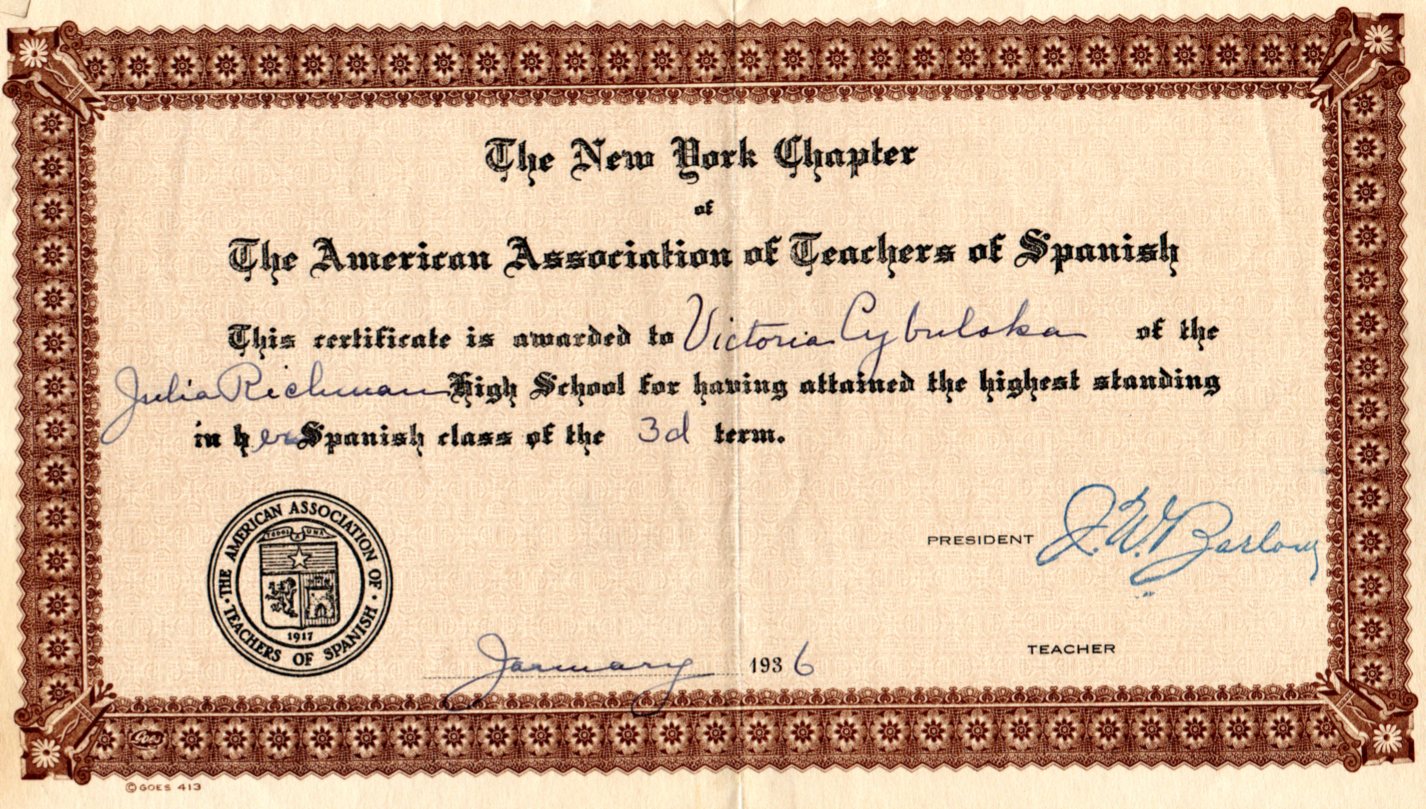 The New York Chapter
of
The American Association of Teachers of Spanish
This certificate is awarded to Victoria Cybulska of the
Julia Richman High School for having attained the highest standing
in her Spanish class of the 3d term.
THE AMERICAN ASSOCIATION OF TEACHERS OF SPANISH
1917
PRESIDENT J. W. Barlow
TEACHER
January 1936
Goes
© GOES 413